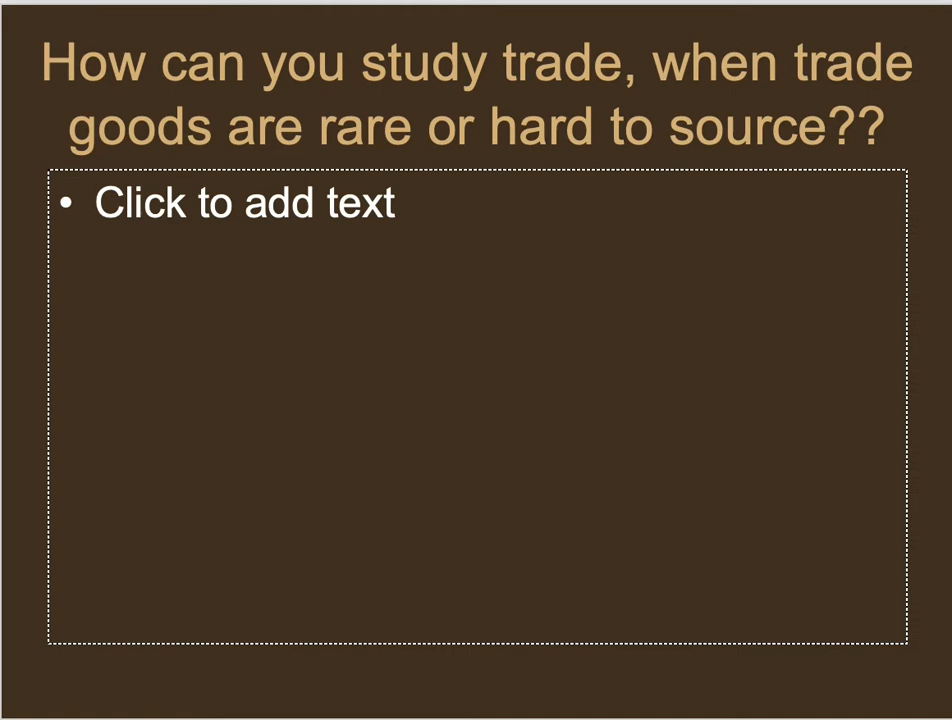 How can you study trade, when trade
goods are rare or hard to source??
• Click to add text